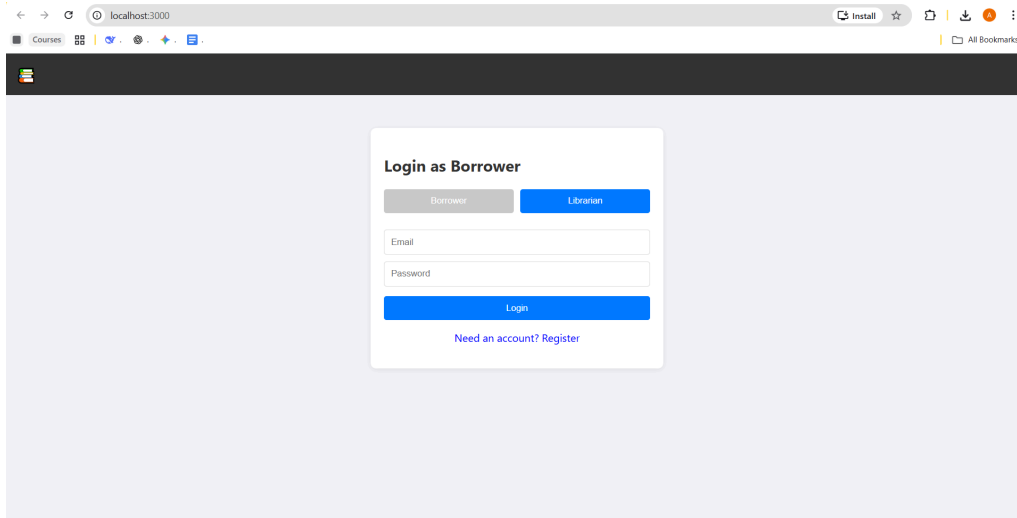 localhost:3000
Install
A
Courses
All Bookmarks
Login as Borrower
Borrower
Librarian
Email
Password
Login
Need an account? Register